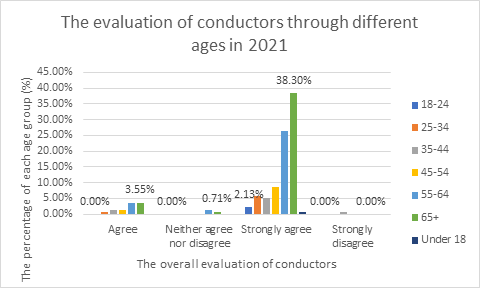 The evaluation of conductors through different
ages in 2021
The percentage of each age group (%)
45.00%
40.00%
35.00%
30.00%
25.00%
20.00%
15.00%
10.00%
5.00%
0.00%
0.00%
3.55%
0.00%
0.71%
2.13%
38.30%
0.00%
0.00%
Agree
Neither agree
nor disagree
Strongly agree
Strongly
disagree
The overall evaluation of conductors
18-24
25-34
35-44
45-54
55-64
65+
Under 18